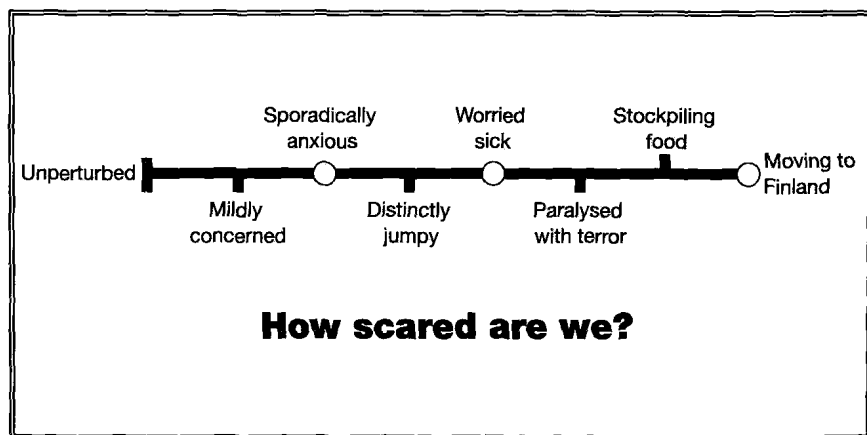 Unperturbed
Mildly
concerned
Sporadically
anxious
Distinctly
jumpy
Worried
sick
Paralysed
with terror
Stockpiling
food
Moving to
Finland
How scared are we?